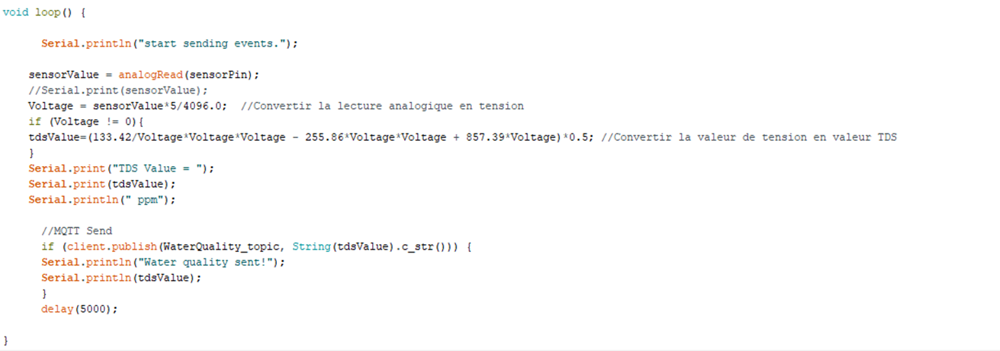 void loop() {
Serial.println("start sending events.");
sensorValue = analogRead(sensorPin);
//Serial.print(sensorValue);
Voltage = sensorValue*5/4096.0;  //Convertir la lecture analogique en tension
if (Voltage != 0){
tdsValue=(133.42/Voltage*Voltage*Voltage - 255.86*Voltage*Voltage + 857.39*Voltage)*0.5; //Convertir la valeur de tension en valeur TDS
}
Serial.print("TDS Value = ");
Serial.print(tdsValue);
Serial.println(" ppm");
//MQTT Send
if (client.publish(WaterQuality_topic, String(tdsValue).c_str())) {
Serial.println("Water quality sent!");
Serial.println(tdsValue);
}
delay(5000);
}